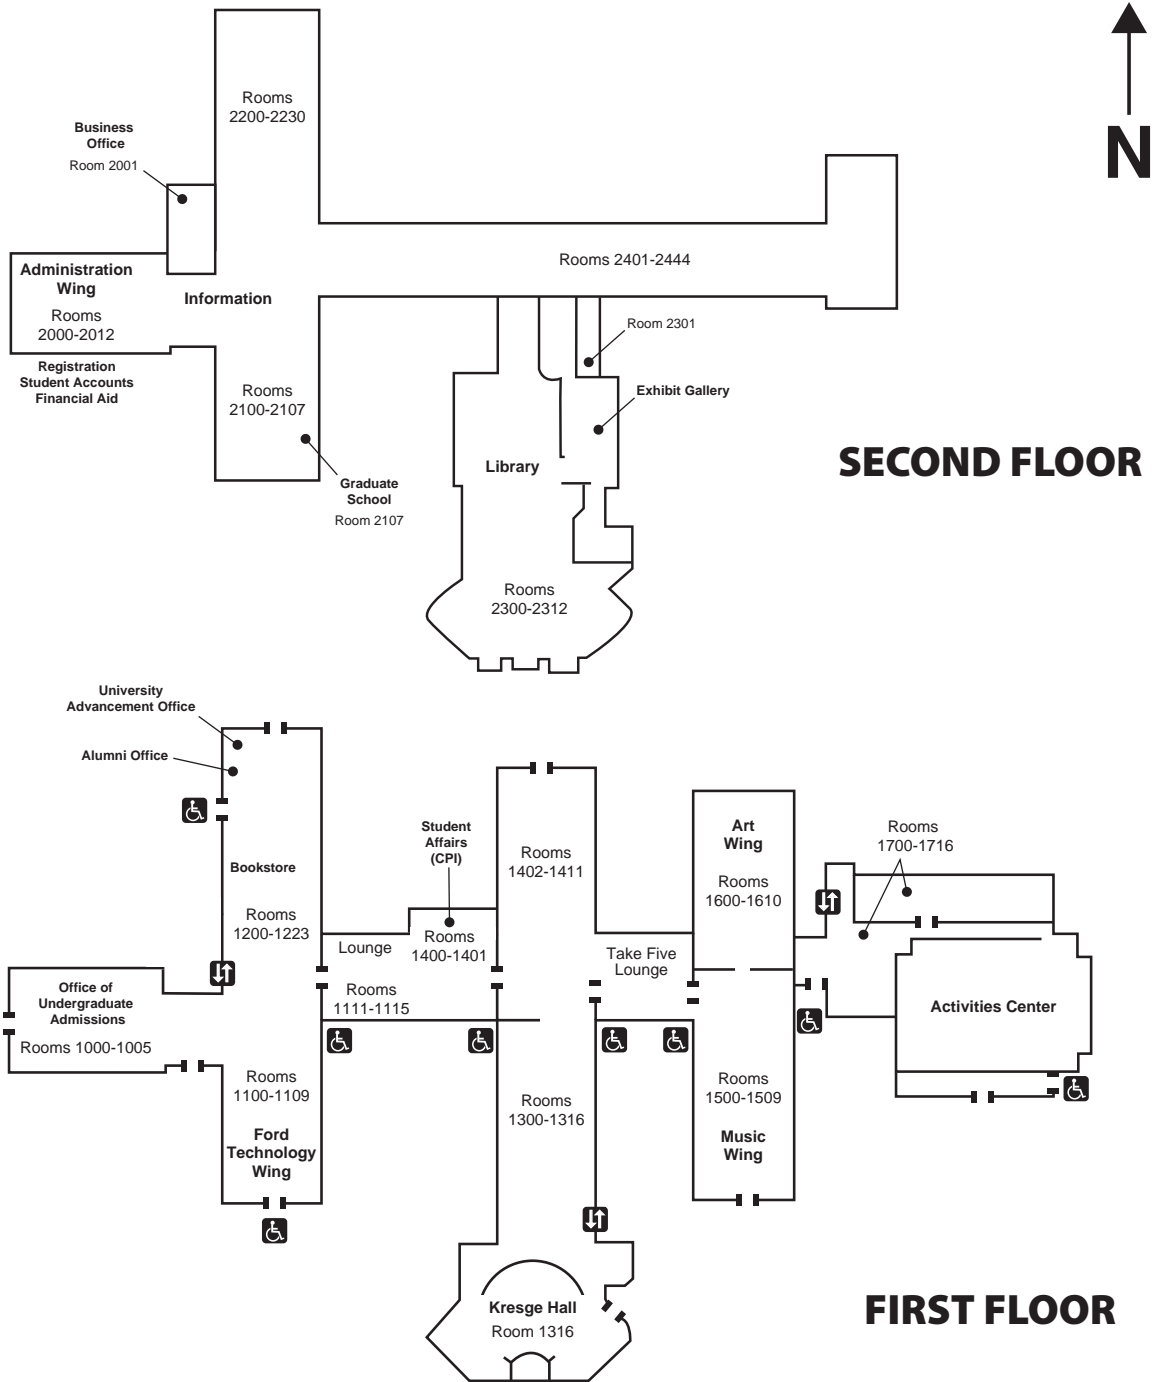 N
Rooms
2200-2230
Business
Office
Room 2001
Administration
Wing
Rooms
2000-2012
Information
Rooms 2401-2444
Registration
Student Accounts
Financial Aid
Rooms
2100-2107
Room 2301
Exhibit Gallery
Library
Graduate
School
Room 2107
SECOND FLOOR
Rooms
2300-2312
University
Advancement Office
Alumni Office
Bookstore
Rooms
1200-1223
Student
Affairs
(CPI)
Lounge
Rooms
1400-1401
Rooms
1402-1411
Art
Wing
Rooms
1600-1610
Rooms
1700-1716
Take Five
Lounge
Office of
Undergraduate
Admissions
Rooms 1000-1005
Rooms
1111-1115
Activities Center
Rooms
1100-1109
Ford
Technology
Wing
Rooms
1300-1316
Rooms
1500-1509
Music
Wing
Kresge Hall
Room 1316
FIRST FLOOR